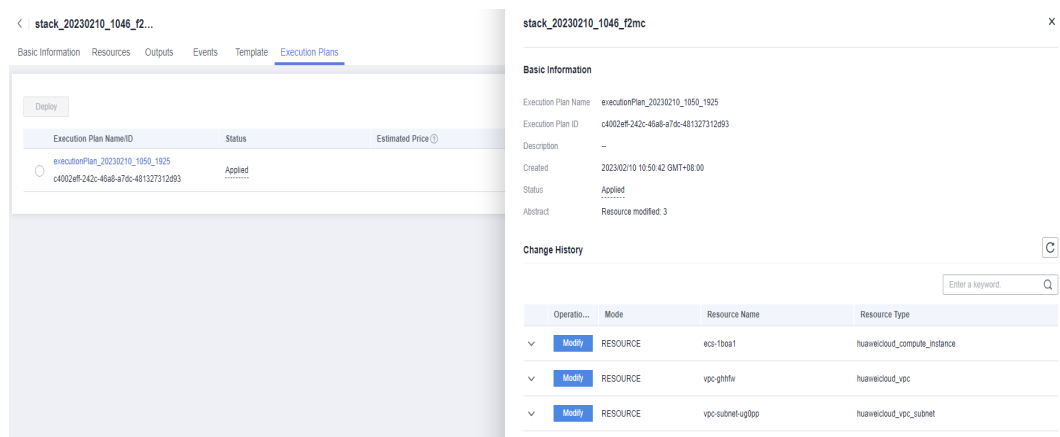 stack_20230210_1046_f2...
Basic Information Resources Outputs Events Template Execution Plans
Deploy
Execution Plan Name/ID Status Estimated Price
executionPlan_20230210_1050_1925
c4002eff-242c-46a8-a7dc-481327312d93
Applied
stack_20230210_1046_f2mc
Basic Information
Execution Plan Name executionPlan_20230210_1050_1925
Execution Plan ID c4002eff-242c-46a8-a7dc-481327312d93
Description --
Created 2023/02/10 10:50:42 GMT+08:00
Status Applied
Abstract Resource modified: 3
Change History
Enter a keyword.
Operatio... Mode Resource Name Resource Type
Modify RESOURCE ecs-1boa1 huaweicloud_compute_instance
Modify RESOURCE vpc-ghhfw huaweicloud_vpc
Modify RESOURCE vpc-subnet-ug0pp huaweicloud_vpc_subnet